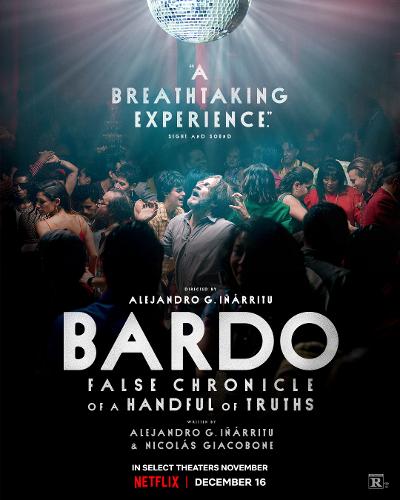 "A
BREATHTAKING
EXPERIENCE."
SIGHT AND SOUND
DIRECTED BY
ALEJANDRO G. IÑÁRRITU
BARDO
FALSE CHRONICLE
OF A HANDFUL OF TRUTHS
WRITTEN BY
ALEJANDRO G. IÑÁRRITU
& NICOLÁS GIACOBONE
IN SELECT THEATERS NOVEMBER
NETFLIX | DECEMBER 16
R